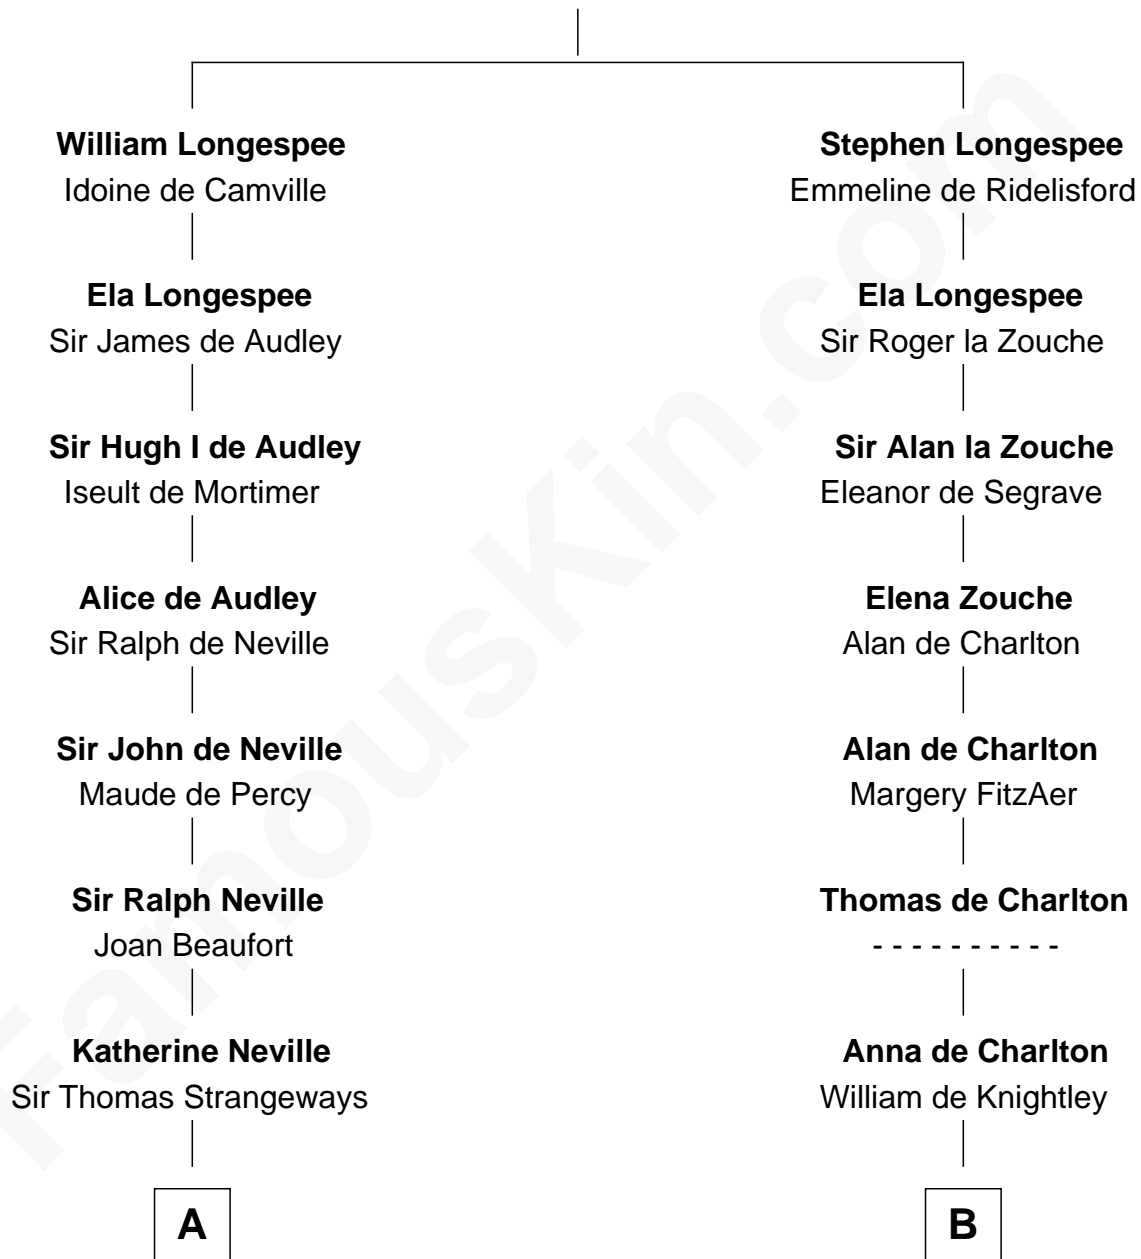 William Longespee
Idoine de Camville
Ela Longespee
Sir James de Audley
Sir Hugh I de Audley
Iseult de Mortimer
Alice de Audley
Sir Ralph de Neville
Sir John de Neville
Maude de Percy
Sir Ralph Neville
Joan Beaufort
Katherine Neville
Sir Thomas Strangeways
A
Stephen Longespee
Emmeline de Ridelisford
Ela Longespee
Sir Roger la Zouche
Sir Alan la Zouche
Eleanor de Segrave
Elena Zouche
Alan de Charlton
Alan de Charlton
Margery FitzAer
Thomas de Charlton
- - - - - - - - - -
Anna de Charlton
William de Knightley
B
FamousKin.com